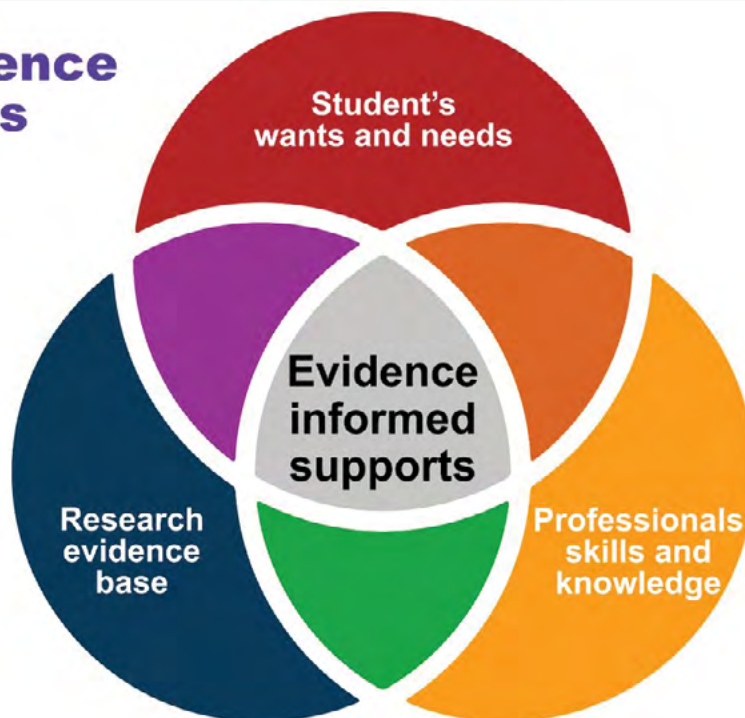 ence
s
Student's
wants and needs
Evidence
informed
supports
Research
evidence
base
Professionals
skills and
knowledge